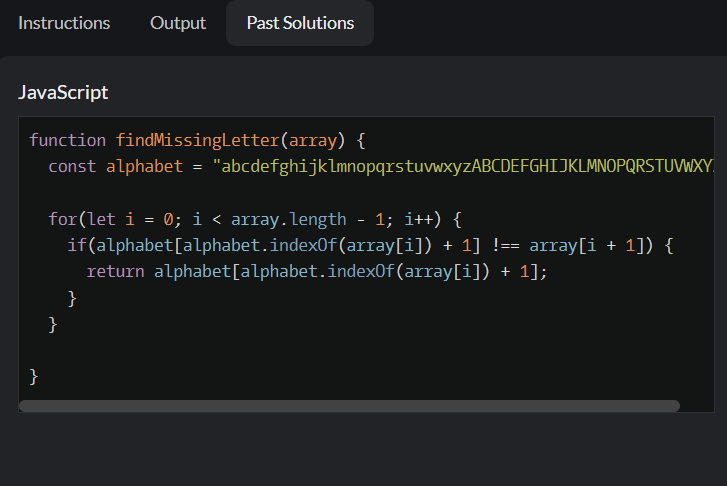 Instructions Output Past Solutions
JavaScript
function findMissingLetter(array) {
const alphabet = "abcdefghijklmnopqrstuvwxyzABCDEFGHIJKLMNOPQRSTUVWXY
for(let i = 0; i < array.length - 1; i++) {
if(alphabet[alphabet.indexOf(array[i]) + 1] !== array[i + 1]) {
return alphabet[alphabet.indexOf(array[i]) + 1];
}
}
}